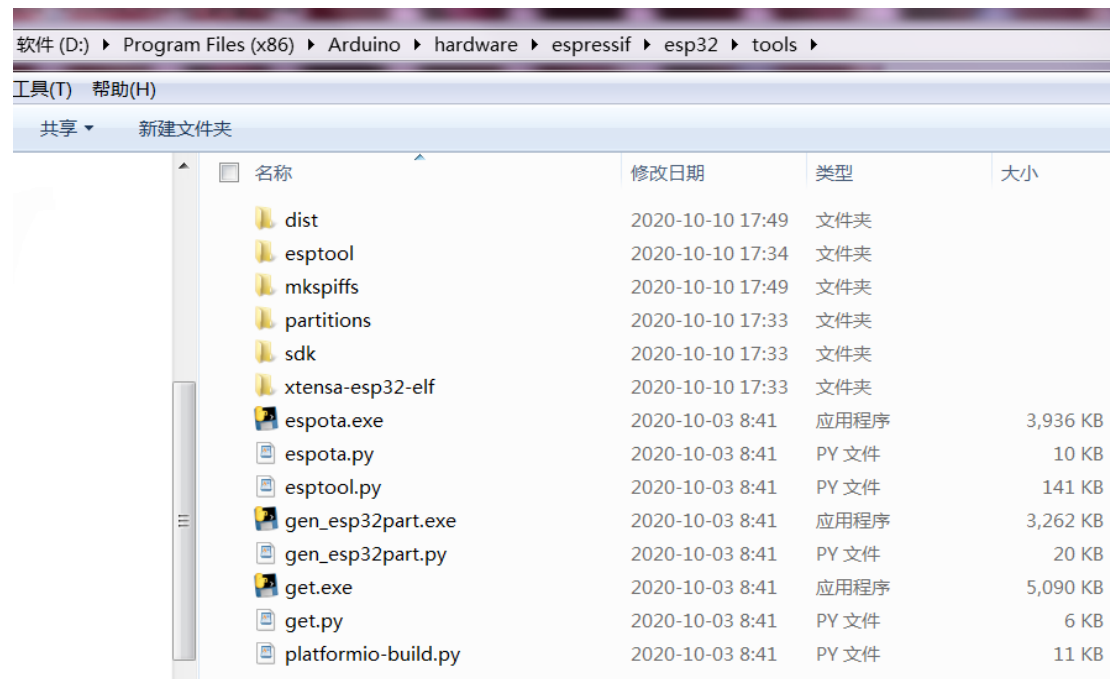 软件 (D:) ▸ Program Files (x86) ▸ Arduino ▸ hardware ▸ espressif ▸ esp32 ▸ tools ▸
工具(T) 帮助(H)
共享 新建文件夹
名称 修改日期 类型 大小
dist 2020-10-10 17:49 文件夹
esptool 2020-10-10 17:34 文件夹
mkspiffs 2020-10-10 17:49 文件夹
partitions 2020-10-10 17:33 文件夹
sdk 2020-10-10 17:33 文件夹
xtensa-esp32-elf 2020-10-10 17:33 文件夹
espota.exe 2020-10-03 8:41 应用程序 3,936 KB
espota.py 2020-10-03 8:41 PY 文件 10 KB
esptool.py 2020-10-03 8:41 PY 文件 141 KB
gen_esp32part.exe 2020-10-03 8:41 应用程序 3,262 KB
gen_esp32part.py 2020-10-03 8:41 PY 文件 20 KB
get.exe 2020-10-03 8:41 应用程序 5,090 KB
get.py 2020-10-03 8:41 PY 文件 6 KB
platformio-build.py 2020-10-03 8:41 PY 文件 11 KB